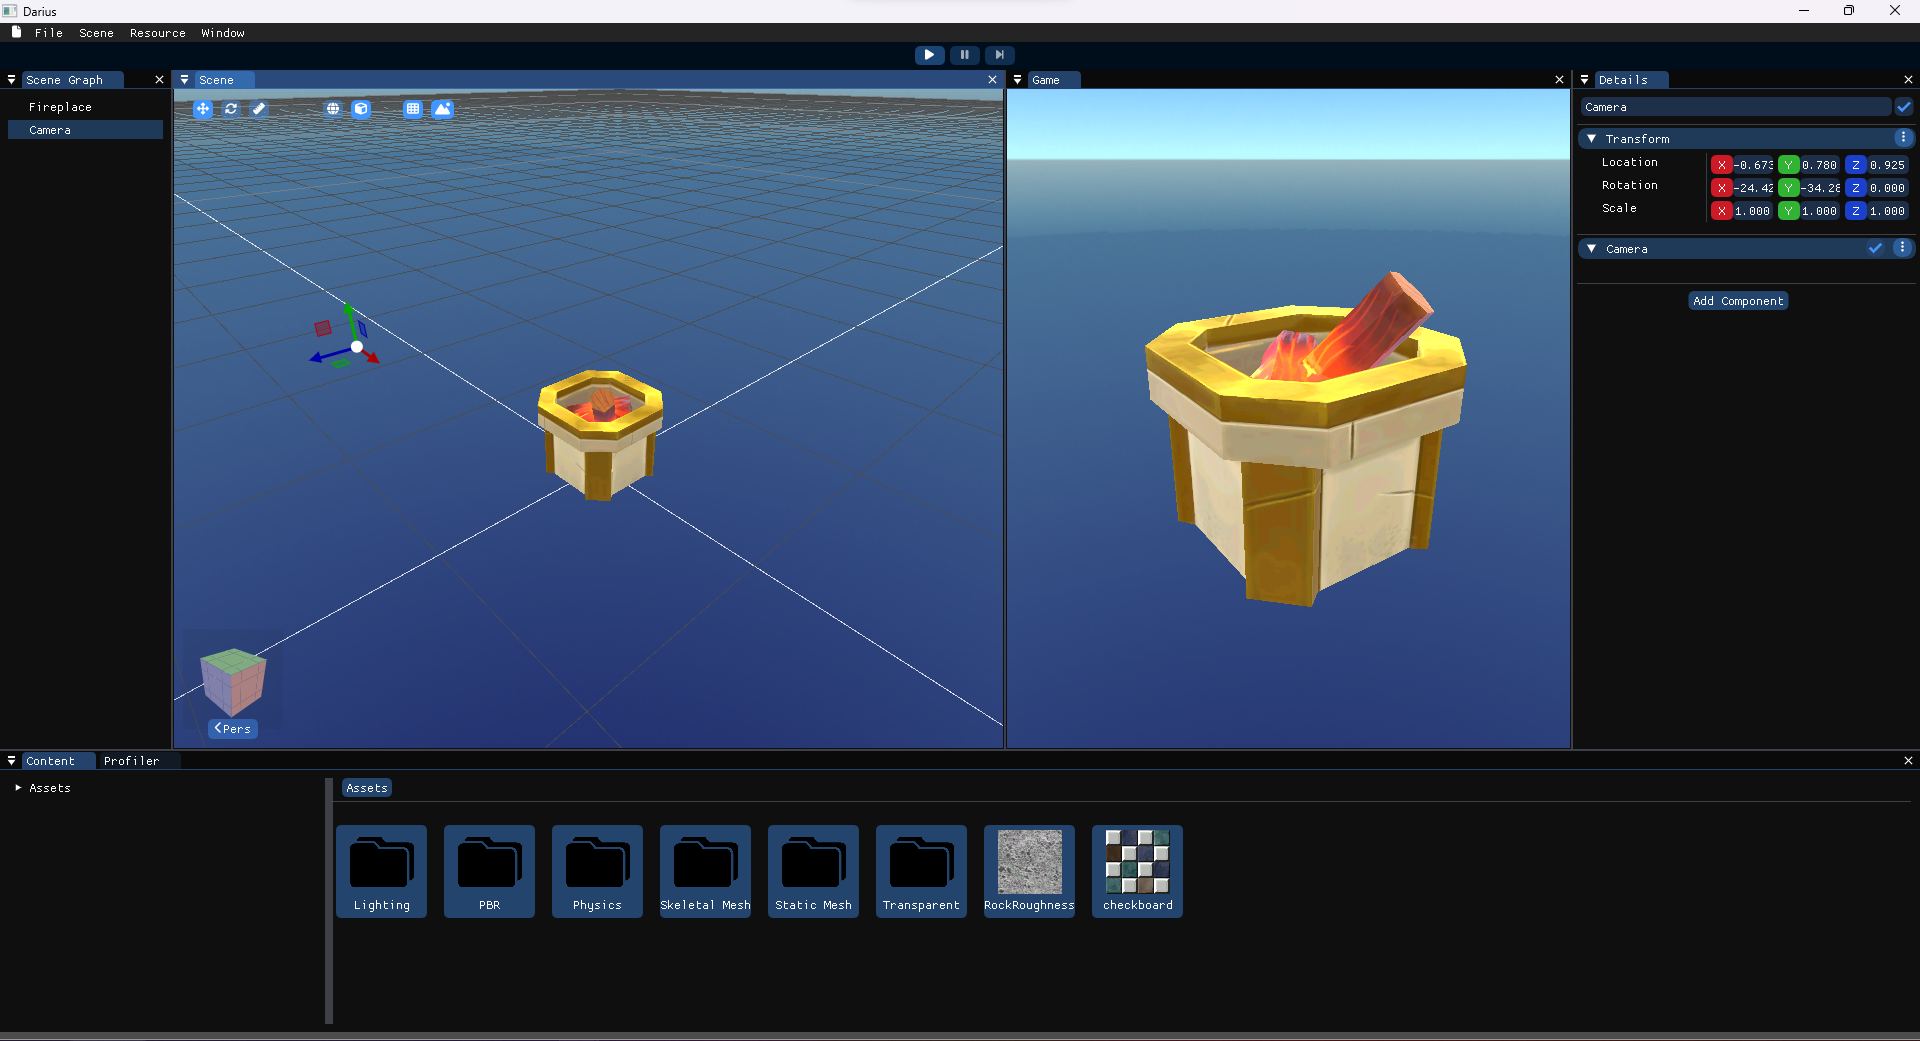 Darius
File Scene Resource Window
Scene Graph
Fireplace
Camera
Scene
Pers
Game
Details
Camera
Transform
Location X -0.673 Y 0.780 Z 0.925
Rotation X -24.42 Y -34.28 Z 0.000
Scale X 1.000 Y 1.000 Z 1.000
Camera
Add Component
Content Profiler
Assets
Assets
Lighting PBR Physics Skeletal Mesh Static Mesh Transparent RockRoughness checkboard